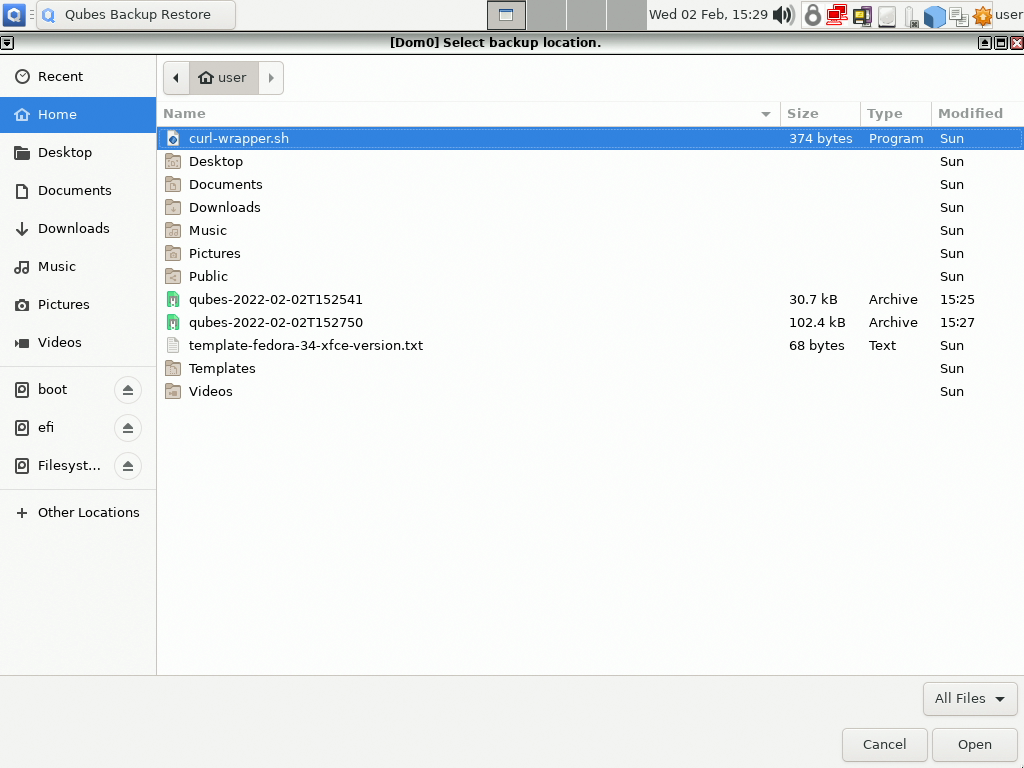 Qubes Backup Restore Wed 02 Feb, 15:29 user
[Dom0] Select backup location.
Recent
Home
Desktop
Documents
Downloads
Music
Pictures
Videos
boot
efi
Filesyst...
Other Locations
user
Name Size Type Modified
curl-wrapper.sh 374 bytes Program Sun
Desktop Sun
Documents Sun
Downloads Sun
Music Sun
Pictures Sun
Public Sun
qubes-2022-02-02T152541 30.7 kB Archive 15:25
qubes-2022-02-02T152750 102.4 kB Archive 15:27
template-fedora-34-xfce-version.txt 68 bytes Text Sun
Templates Sun
Videos Sun
All Files
Cancel Open